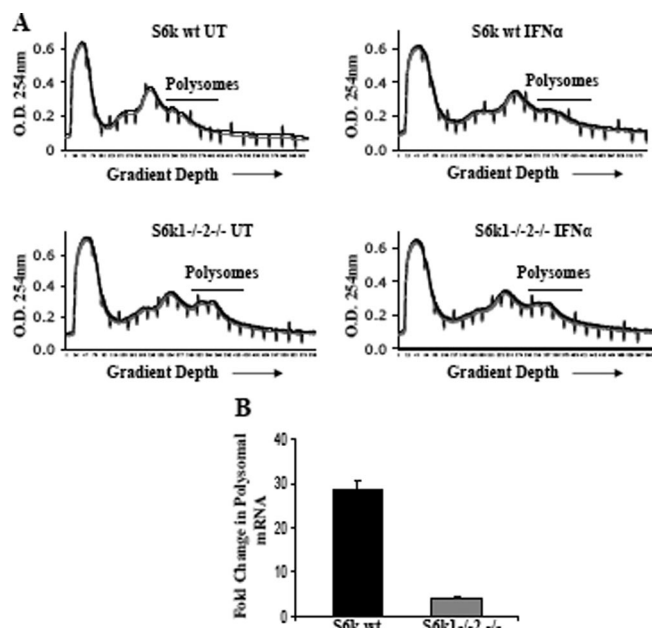 A
S6k wt UT
O.D. 254nm
0.6
0.4
0.2
0
Polysomes
Gradient Depth
S6k wt IFNα
O.D. 254nm
0.6
0.4
0.2
0.0
Polysomes
Gradient Depth
S6k1-/-2-/- UT
O.D. 254nm
0.6
0.4
0.2
0.0
Polysomes
Gradient Depth
S6k1-/-2-/- IFNα
O.D. 254nm
0.6
0.4
0.2
0.0
Polysomes
Gradient Depth
B
Fold Change in Polysomal
mRNA
40
30
20
10
0
S6k wt
S6k1-/-2 -/-